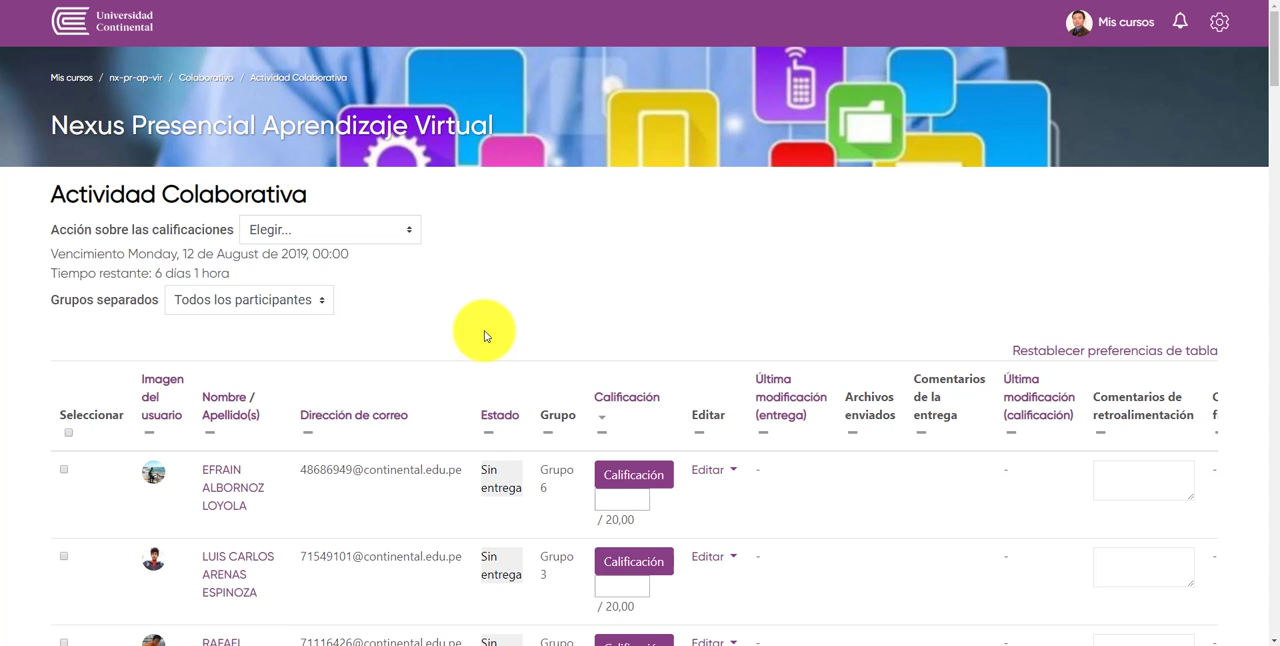 Universidad
Continental
Mis cursos
Mis cursos / nx-pr-ap-vir / Colaborativo / Actividad Colaborativa
Nexus Presencial Aprendizaje Virtual
Actividad Colaborativa
Acción sobre las calificaciones Elegir...
Vencimiento Monday, 12 de August de 2019, 00:00
Tiempo restante: 6 días 1 hora
Grupos separados Todos los participantes
Restablecer preferencias de tabla
Seleccionar
Imagen
del
usuario
Nombre /
Apellido(s)
Dirección de correo
Estado
Grupo
Calificación
Editar
Última
modificación
(entrega)
Archivos
enviados
Comentarios
de la
entrega
Última
modificación
(calificación)
Comentarios de
retroalimentación
EFRAIN
ALBORNOZ
LOYOLA
48686949@continental.edu.pe
Sin
entrega
Grupo
6
Calificación
/ 20,00
Editar
-
-
-
LUIS CARLOS
ARENAS
ESPINOZA
71549101@continental.edu.pe
Sin
entrega
Grupo
3
Calificación
/ 20,00
Editar
-
-
-
RAFAEL
71116426@continental.edu.pe
Sin
Grupo
Calificación
Editar